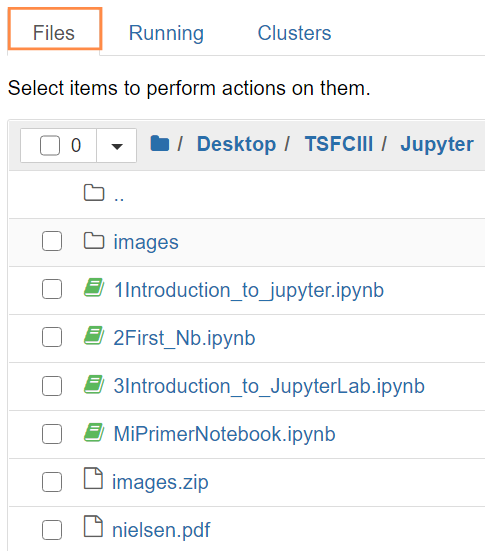 Files Running Clusters
Select items to perform actions on them.
0 / Desktop / TSFCIII / Jupyter
..
images
1Introduction_to_jupyter.ipynb
2First_Nb.ipynb
3Introduction_to_JupyterLab.ipynb
MiPrimerNotebook.ipynb
images.zip
nielsen.pdf